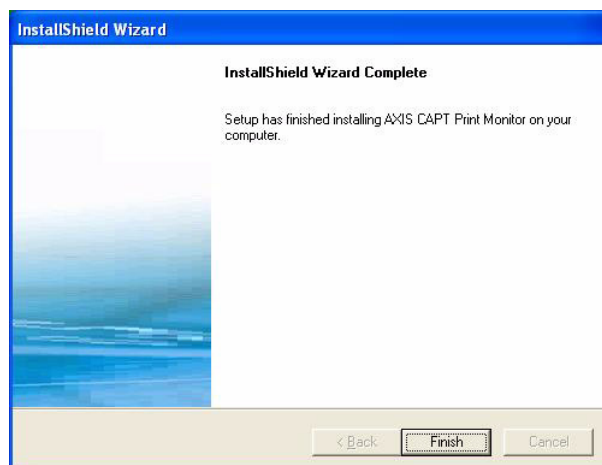 InstallShield Wizard
InstallShield Wizard Complete
Setup has finished installing AXIS CAPT Print Monitor on your
computer.
< Back
Finish
Cancel